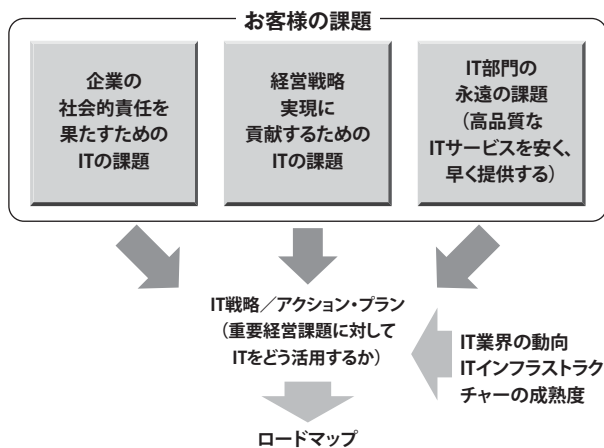 お客様の課題
企業の
社会的責任を
果たすための
ITの課題
経営戦略
実現に
貢献するための
ITの課題
IT部門の
永遠の課題
(高品質な
ITサービスを安く、
早く提供する)
IT戦略／アクション・プラン
(重要経営課題に対して
ITをどう活用するか)
IT業界の動向
ITインフラストラク
チャーの成熟度
ロードマップ